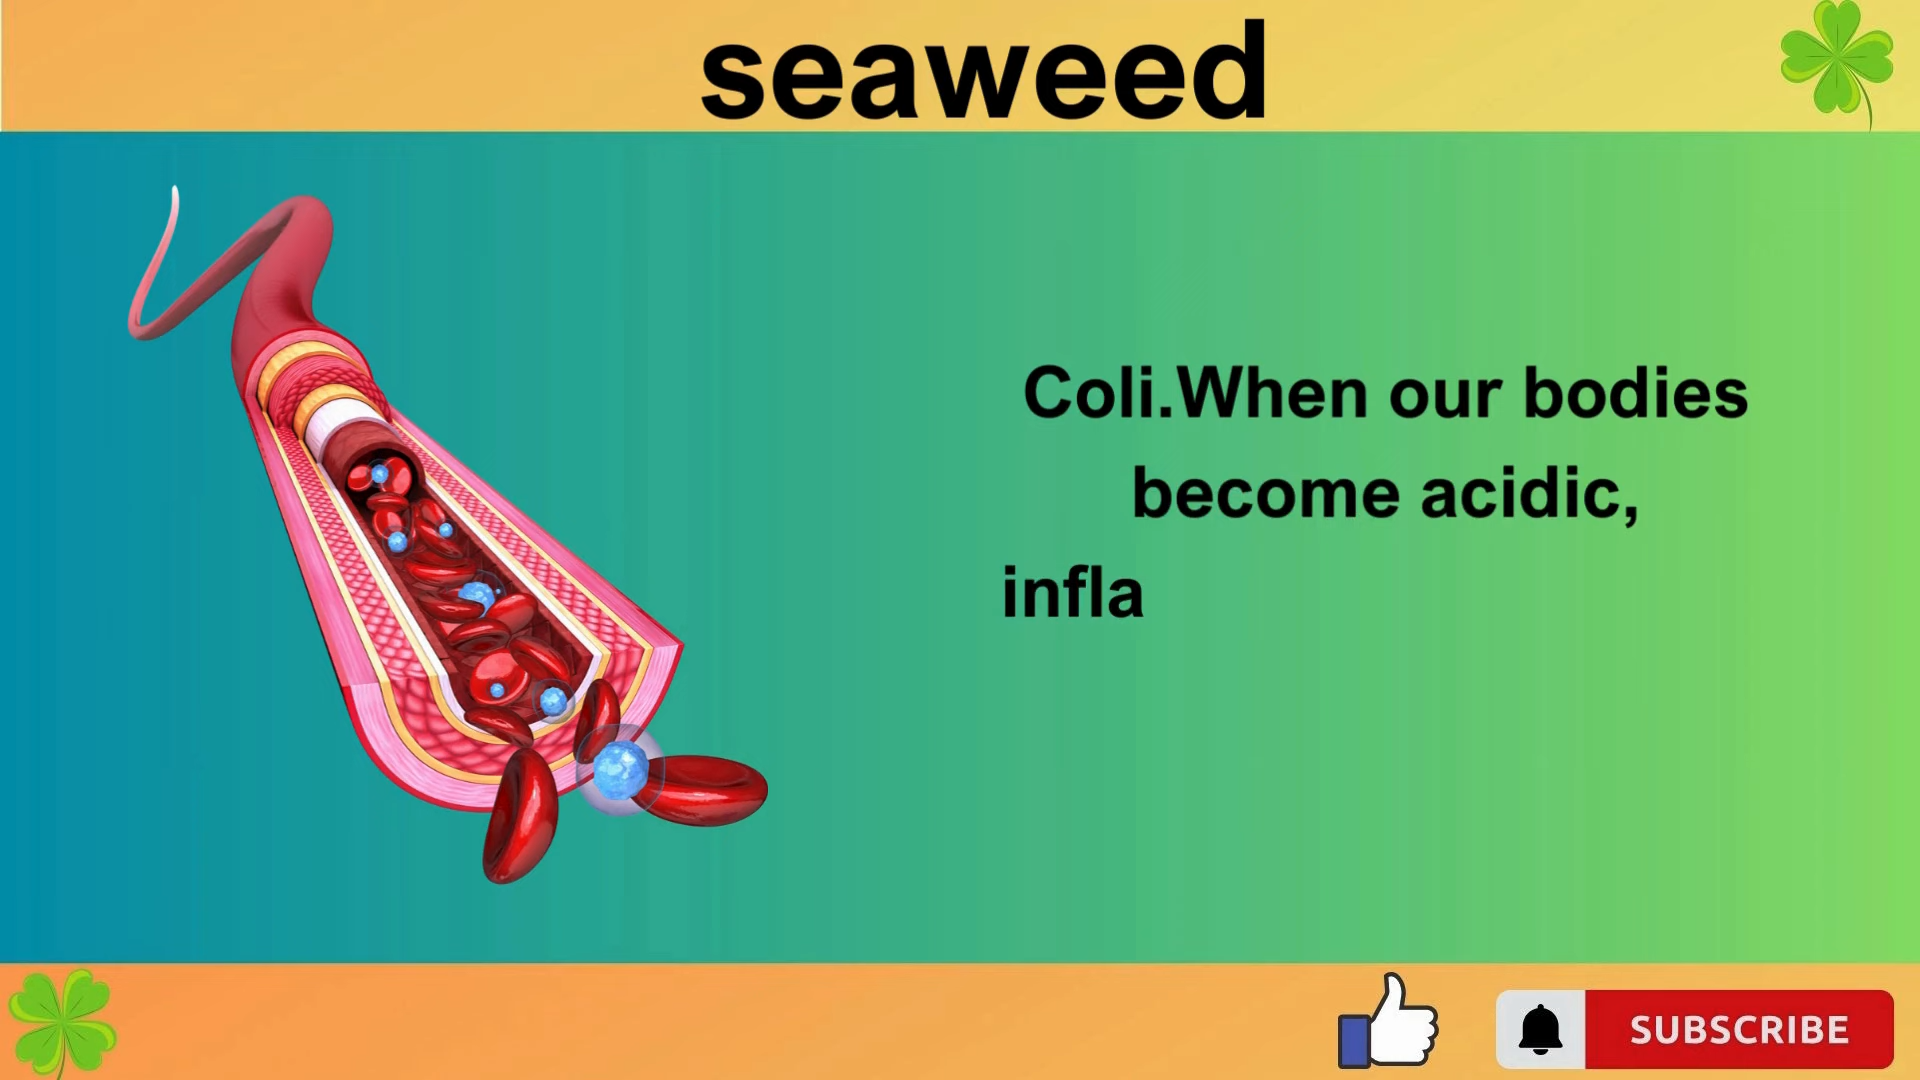 seaweed
Coli.When our bodies
become acidic,
infla
SUBSCRIBE